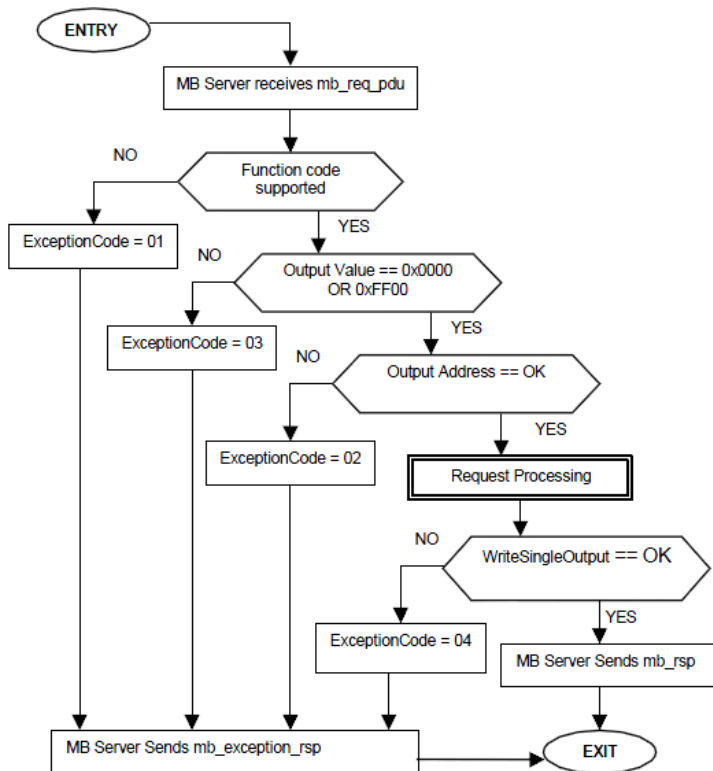 ENTRY
MB Server receives mb_req_pdu
NO
Function code
supported
YES
ExceptionCode = 01
NO
Output Value == 0x0000
OR 0xFF00
YES
ExceptionCode = 03
NO
Output Address == OK
YES
ExceptionCode = 02
Request Processing
NO
WriteSingleOutput == OK
YES
ExceptionCode = 04
MB Server Sends mb_rsp
MB Server Sends mb_exception_rsp
EXIT